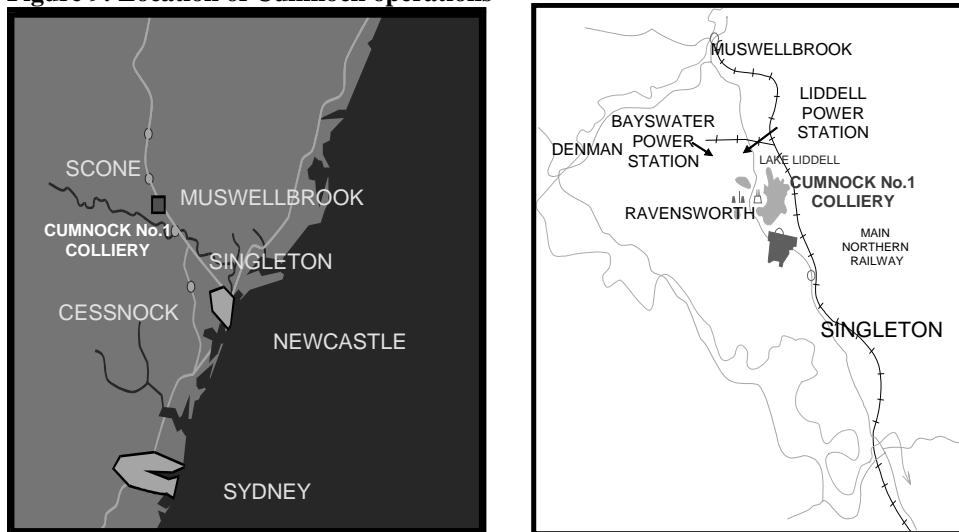 Figure 9: Location of Cumnock operations
SCONE
MUSWELLBROOK
CUMNOCK No.1
COLLIERY
SINGLETON
CESSNOCK
NEWCASTLE
SYDNEY
MUSWELLBROOK
LIDDELL
POWER
STATION
BAYSWATER
POWER
STATION
DENMAN
LAKE LIDDELL
CUMNOCK No.1
COLLIERY
RAVENSWORTH
MAIN
NORTHERN
RAILWAY
SINGLETON